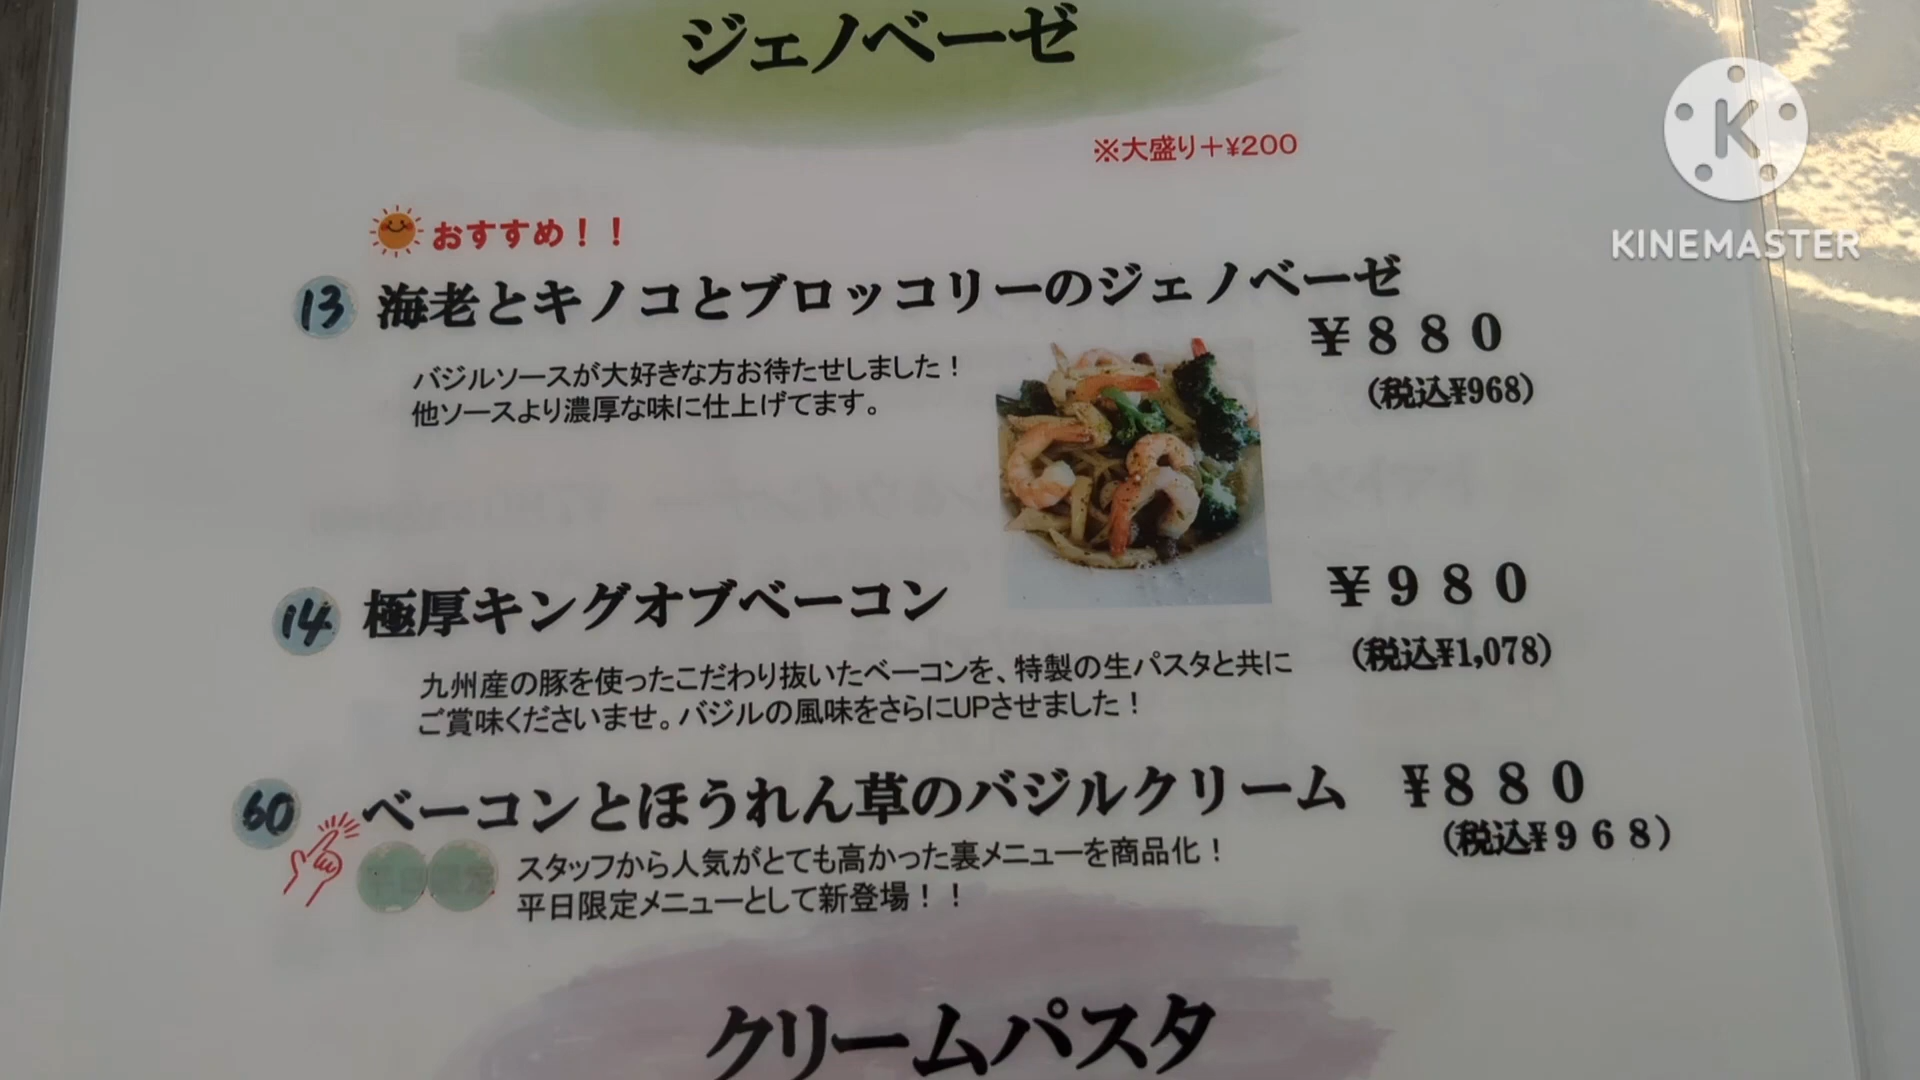 ジェノベーゼ
※大盛り＋¥200
KINEMASTER
おすすめ！！
13 海老とキノコとブロッコリーのジェノベーゼ
￥880
(税込¥968)
バジルソースが大好きな方お待たせしました！
他ソースより濃厚な味に仕上げてます。
14 極厚キングオブベーコン
￥980
(税込¥1,078)
九州産の豚を使ったこだわり抜いたベーコンを、特製の生パスタと共に
ご賞味くださいませ。バジルの風味をさらにUPさせました！
60 ベーコンとほうれん草のバジルクリーム ￥880
(税込¥968)
スタッフから人気がとても高かった裏メニューを商品化！
平日限定メニューとして新登場！！
クリームパスタ